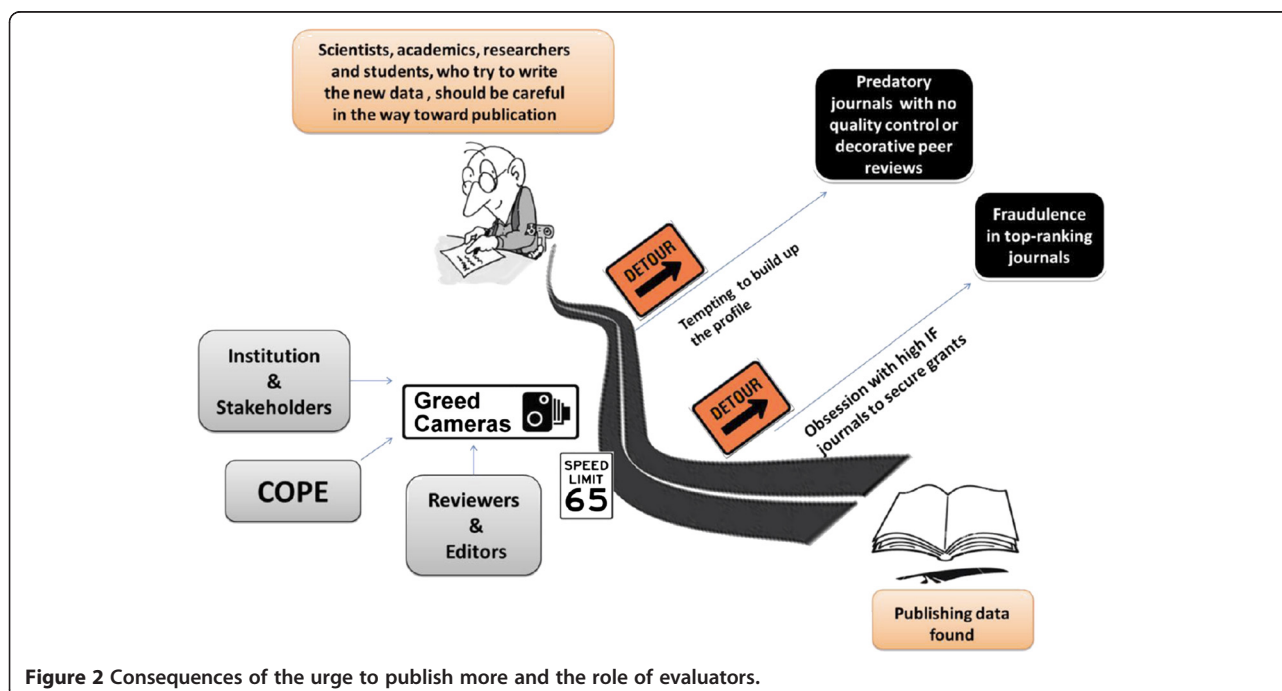 Scientists, academics, researchers
and students, who try to write
the new data , should be careful
in the way toward publication
Predatory
journals with no
quality control or
decorative peer
reviews
Fraudulence
in top-ranking
journals
DETOUR
Tempting to build up
the profile
DETOUR
Obsession with high IF
journals to secure grants
Institution
&
Stakeholders
Greed
Cameras
COPE
Reviewers
&
Editors
SPEED
LIMIT
65
Publishing data
found
Figure 2 Consequences of the urge to publish more and the role of evaluators.